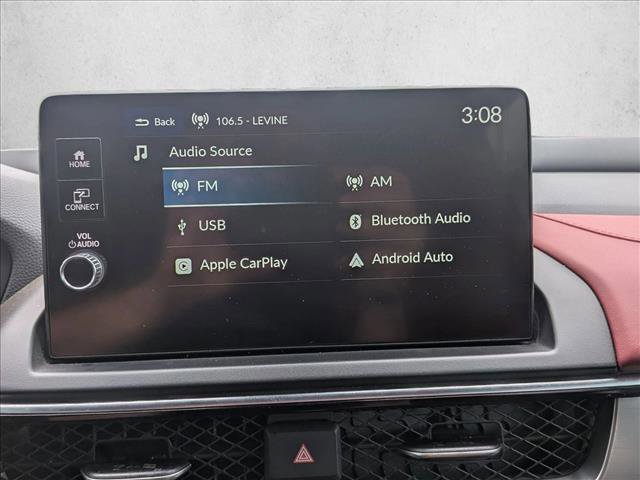 Back 106.5 - LEVINE 3:08
Audio Source
HOME
FM AM
CONNECT
USB Bluetooth Audio
VOL
AUDIO
Apple CarPlay Android Auto